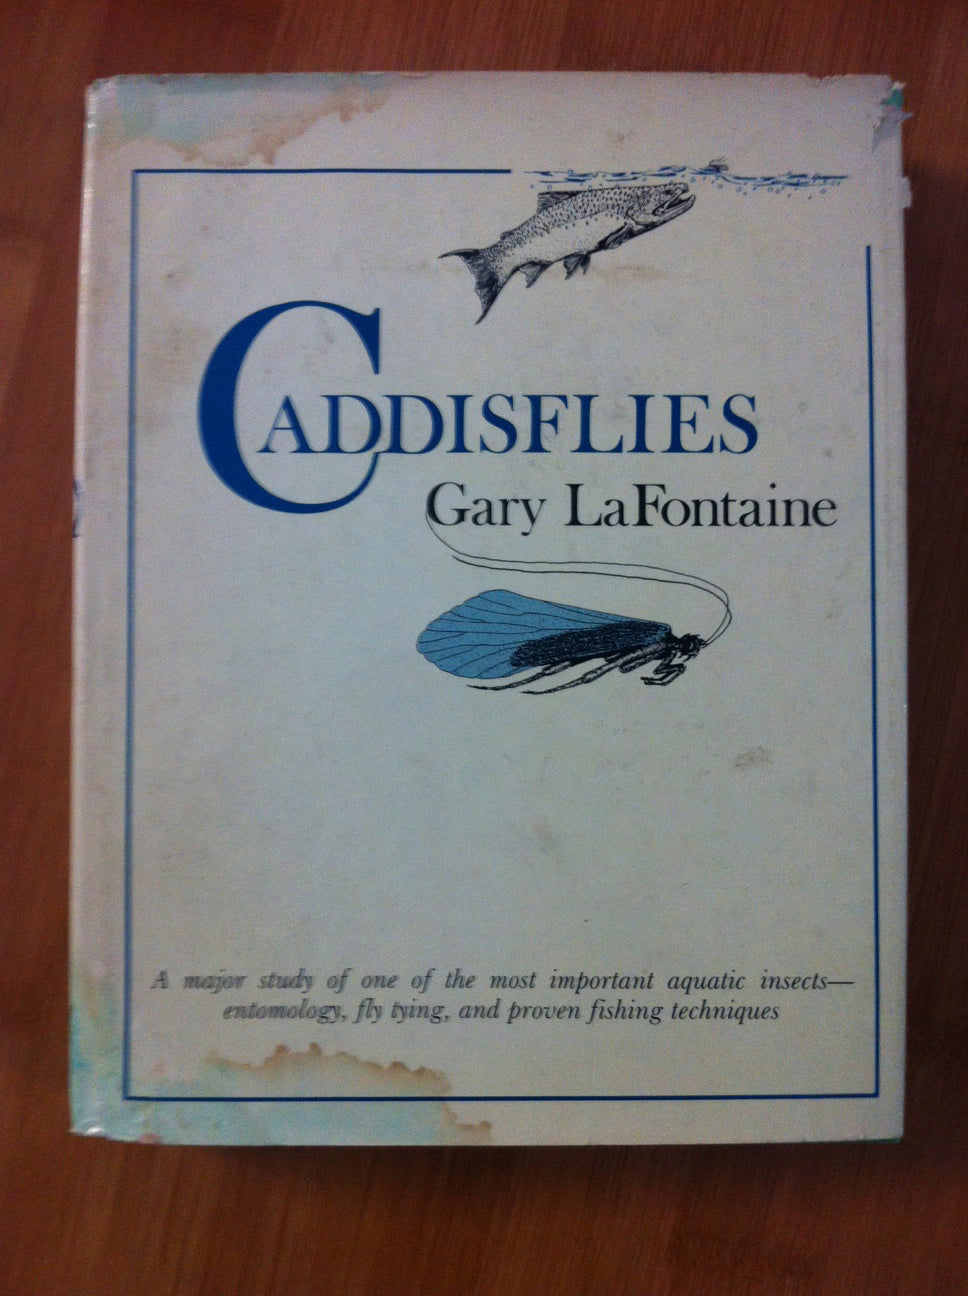 CADDISFLIES
Gary LaFontaine
A major study of one of the most important aquatic insects—
entomology, fly tying, and proven fishing techniques